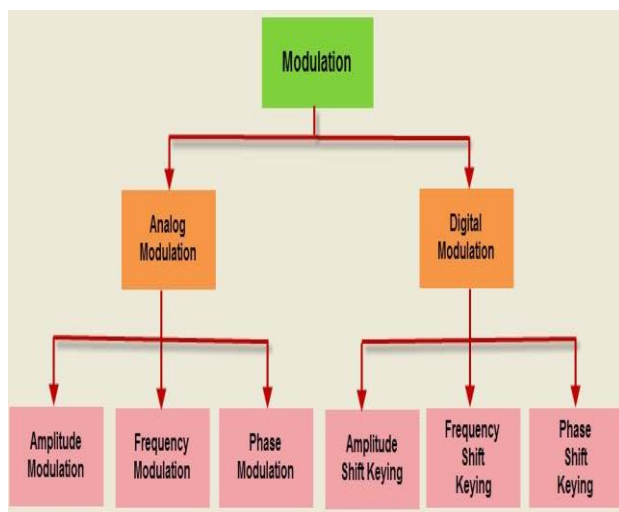 Modulation
Analog
Modulation
Digital
Modulation
Amplitude
Modulation
Frequency
Modulation
Phase
Modulation
Amplitude
Shift Keying
Frequency
Shift
Keying
Phase
Shift
Keying